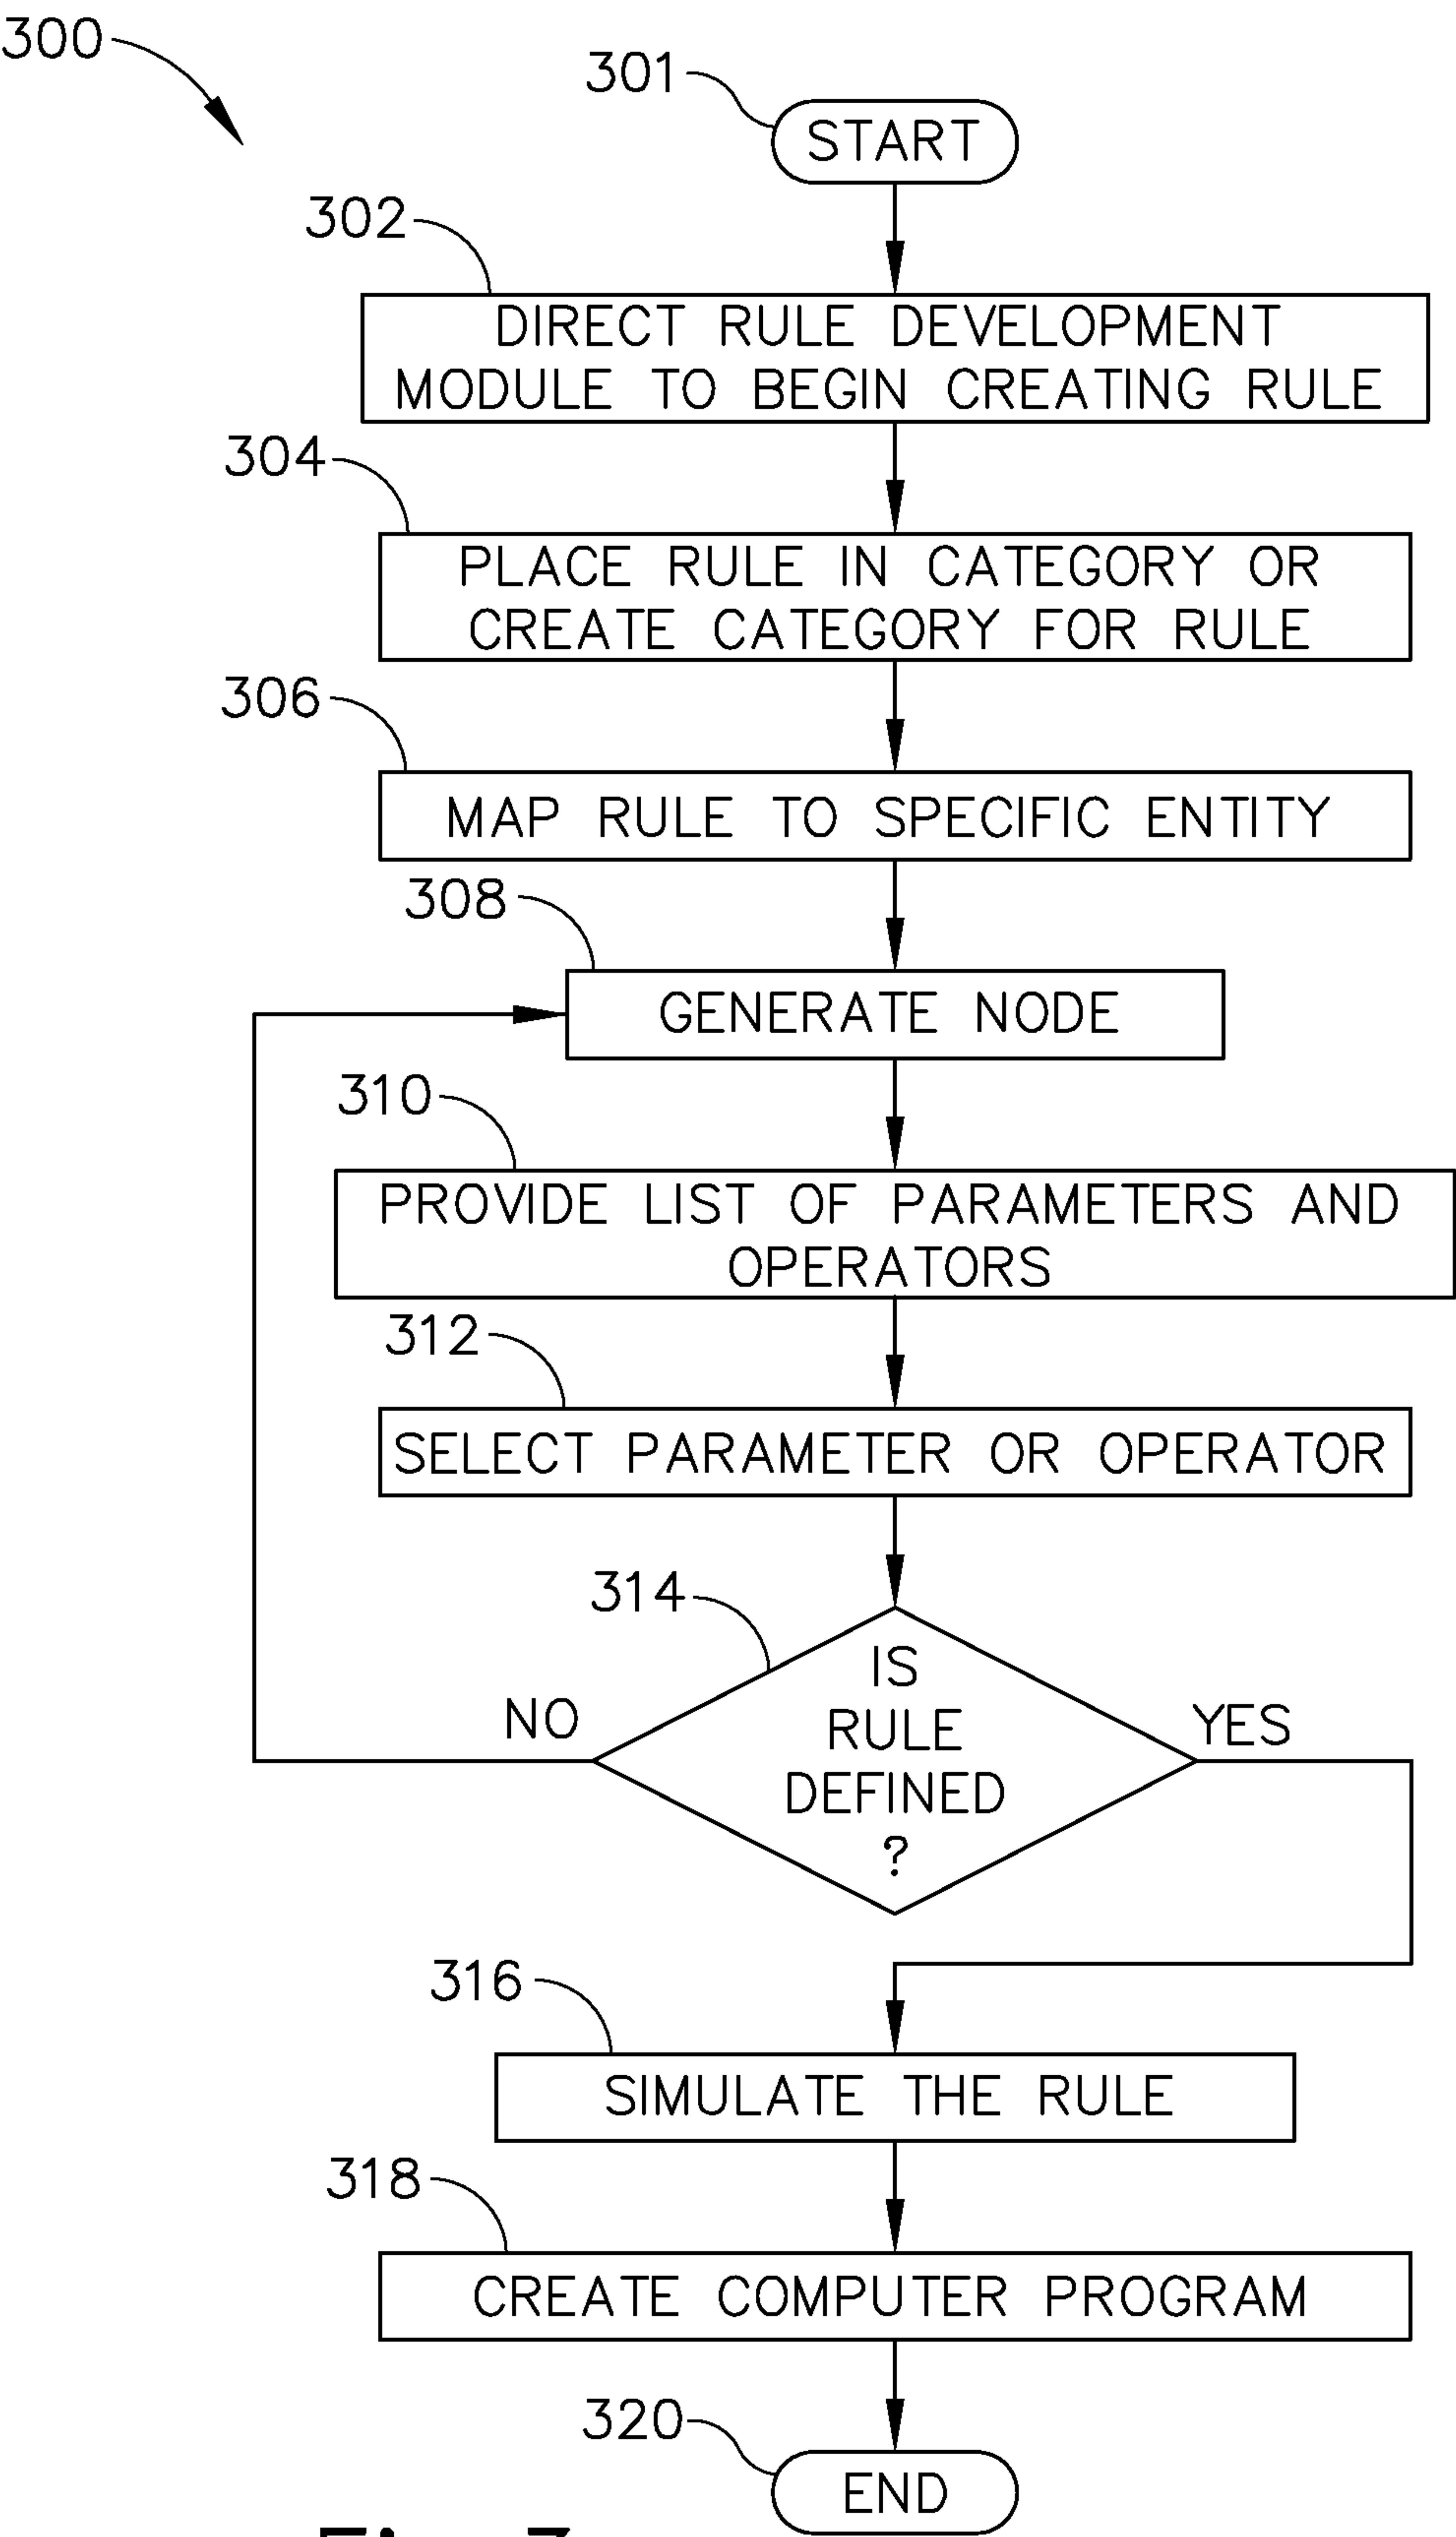 300
301
START
302
DIRECT RULE DEVELOPMENT
MODULE TO BEGIN CREATING RULE
304
PLACE RULE IN CATEGORY OR
CREATE CATEGORY FOR RULE
306
MAP RULE TO SPECIFIC ENTITY
308
GENERATE NODE
310
PROVIDE LIST OF PARAMETERS AND
OPERATORS
312
SELECT PARAMETER OR OPERATOR
314
IS
RULE
DEFINED
?
NO
YES
316
SIMULATE THE RULE
318
CREATE COMPUTER PROGRAM
320
END